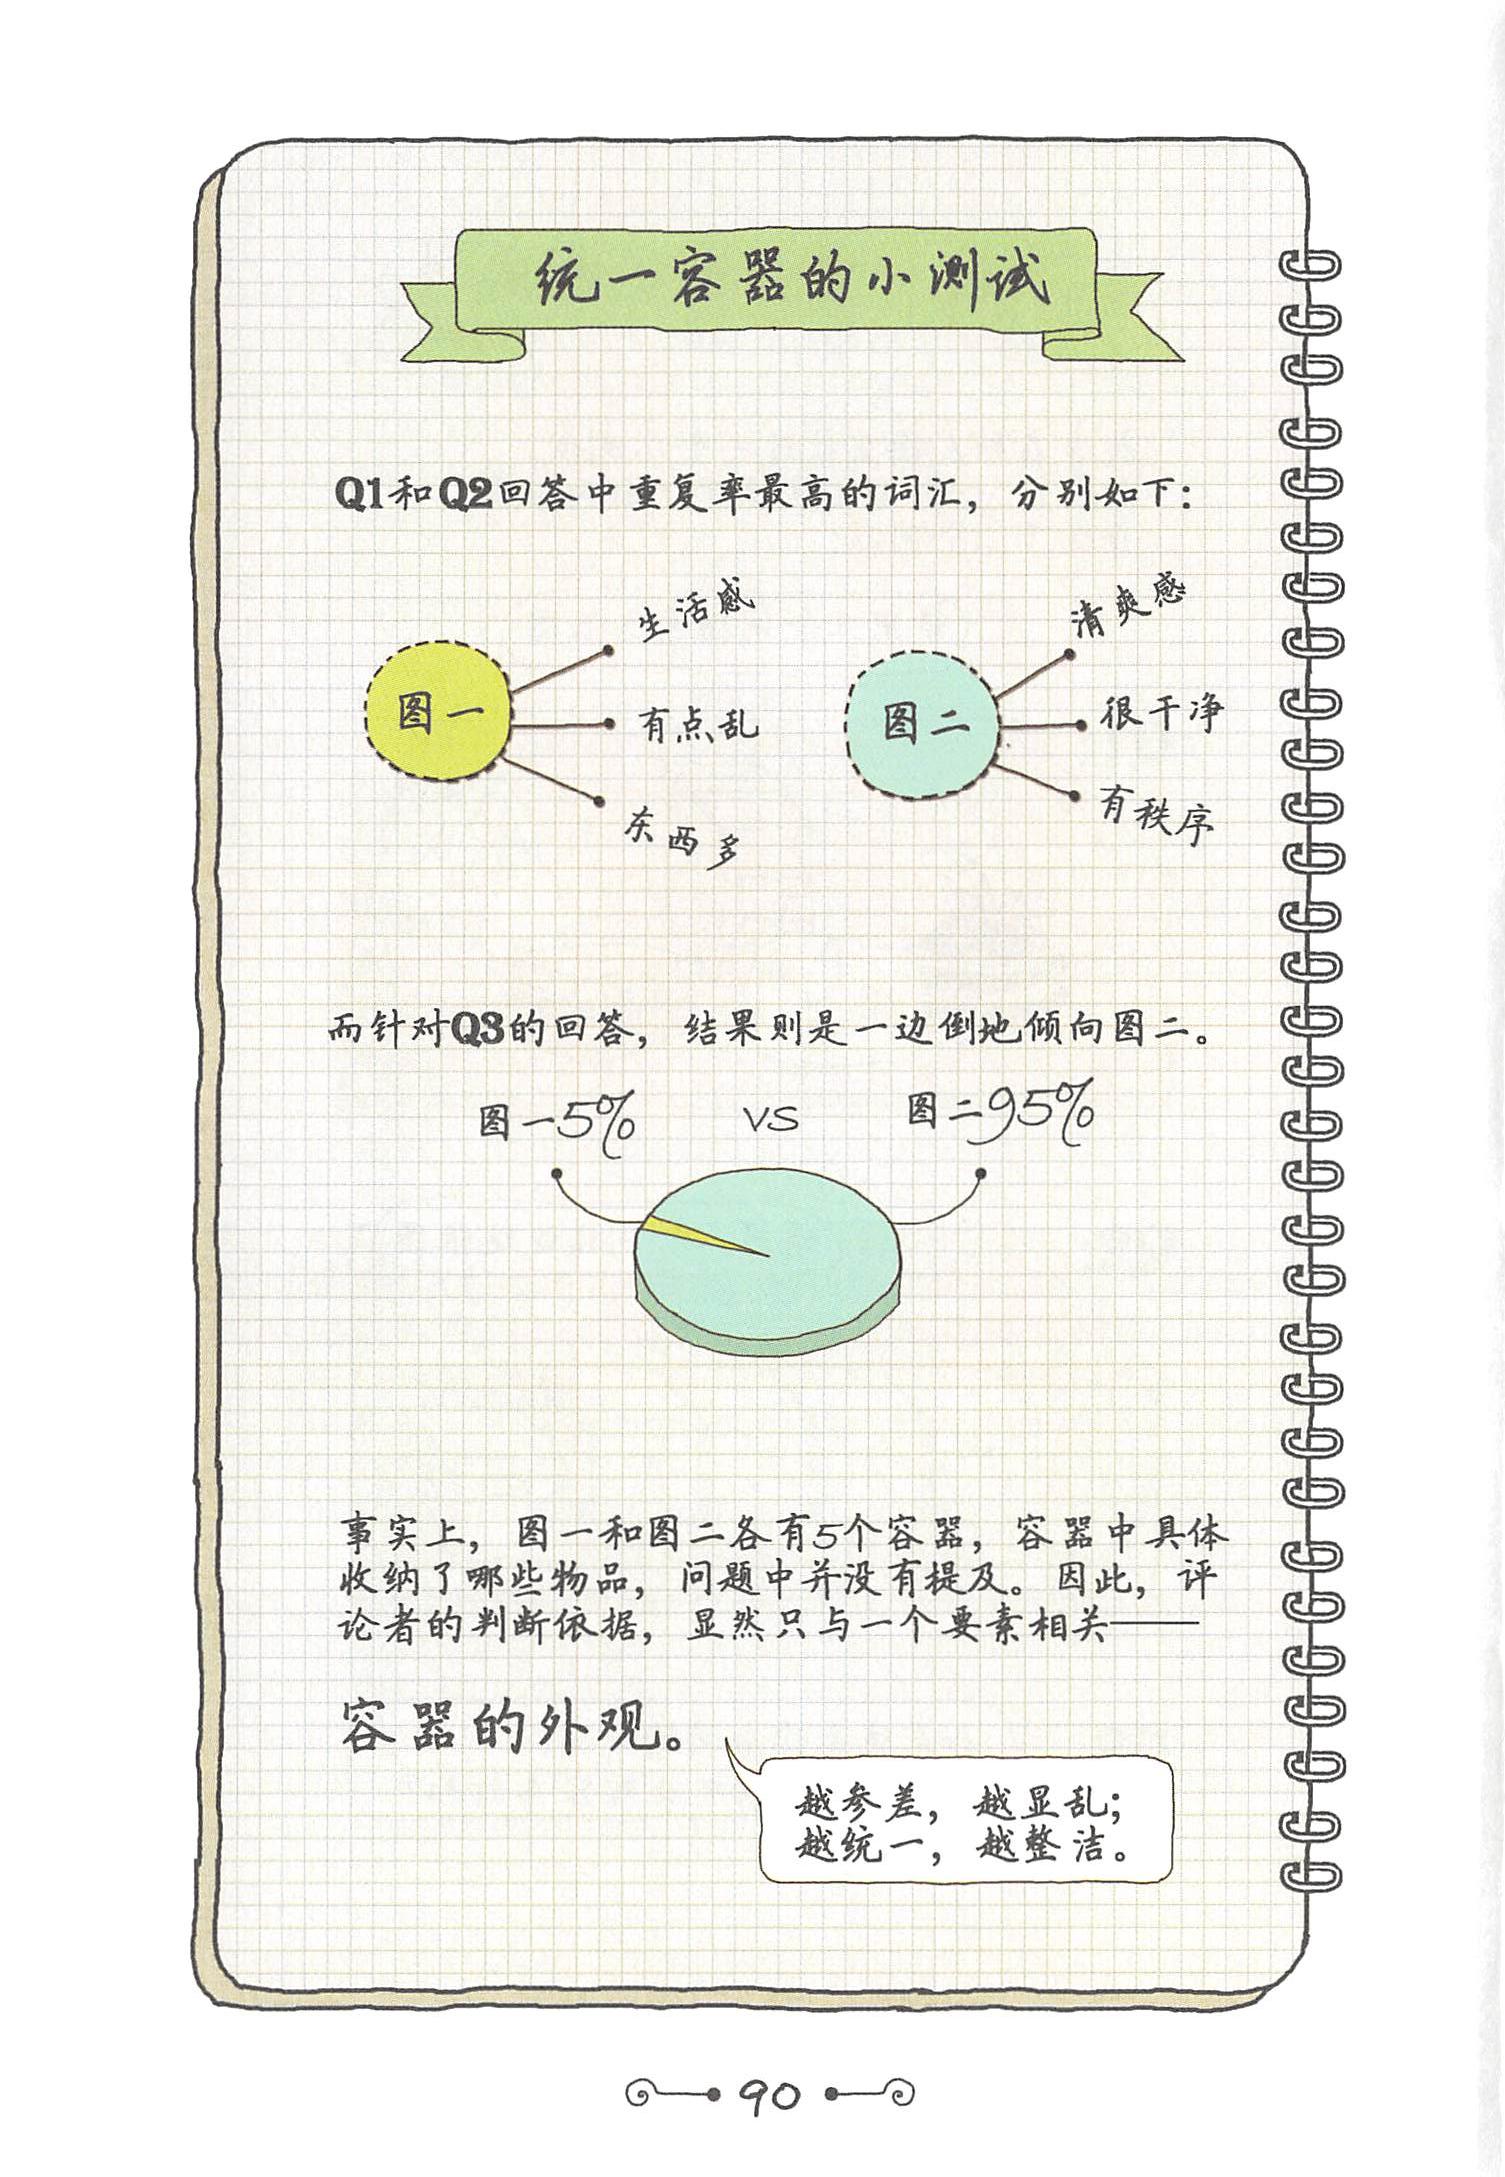 统一容器的小测试
Q1和Q2回答中重复率最高的词汇，分别如下：
图一
生活感
有点乱
东西多
图二
清爽感
很干净
有秩序
而针对Q3的回答，结果则是一边倒地倾向图二。
图一5% VS 图二95%
事实上，图一和图二各有5个容器，容器中具体
收纳了哪些物品，问题中并没有提及。因此，评
论者的判断依据，显然只与一个要素相关——
容器的外观。
越参差，越显乱；
越统一，越整洁。
90